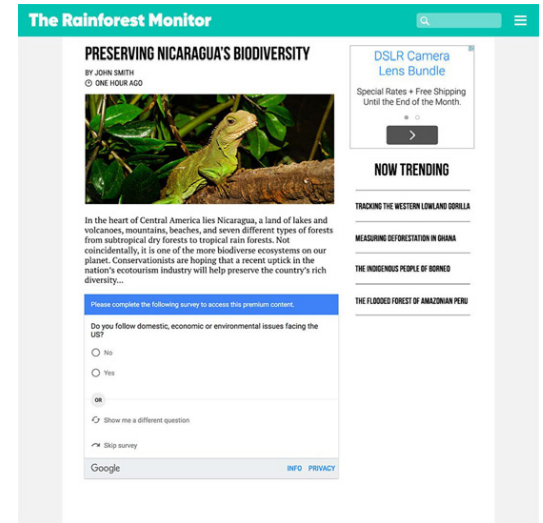 The Rainforest Monitor
PRESERVING NICARAGUA'S BIODIVERSITY
BY JOHN SMITH
ONE HOUR AGO
In the heart of Central America lies Nicaragua, a land of lakes and
volcanoes, mountains, beaches, and seven different types of forests
from subtropical dry forests to tropical rain forests. Not
coincidentally, it is one of the more biodiverse ecosystems on our
planet. Conservationists are hoping that a recent uptick in the
nation's ecotourism industry will help preserve the country's rich
diversity...
Please complete the following survey to access this premium content.
Do you follow domestic, economic or environmental issues facing the
US?
No
Yes
OR
Show me a different question
Skip survey
Google
INFO PRIVACY
DSLR Camera
Lens Bundle
Special Rates + Free Shipping
Until the End of the Month.
NOW TRENDING
TRACKING THE WESTERN LOWLAND GORILLA
MEASURING DEFORESTATION IN GHANA
THE INDIGENOUS PEOPLE OF BORNEO
THE FLOODED FOREST OF AMAZONIAN PERU